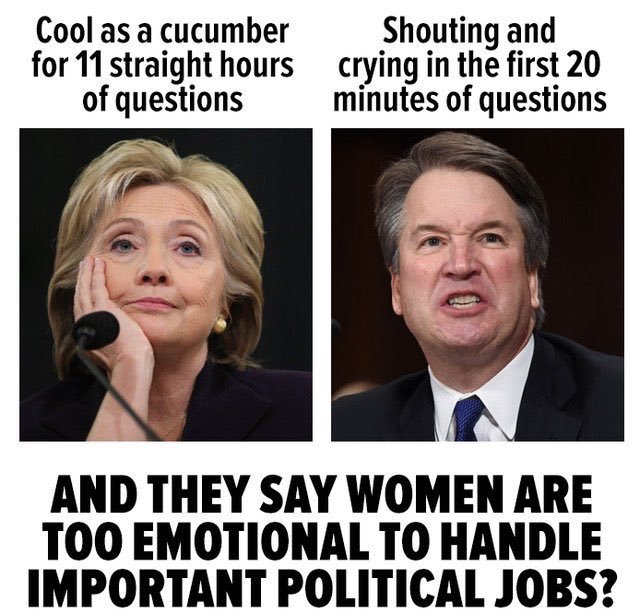 Cool as a cucumber
for 11 straight hours
of questions
Shouting and
crying in the first 20
minutes of questions
AND THEY SAY WOMEN ARE
TOO EMOTIONAL TO HANDLE
IMPORTANT POLITICAL JOBS?